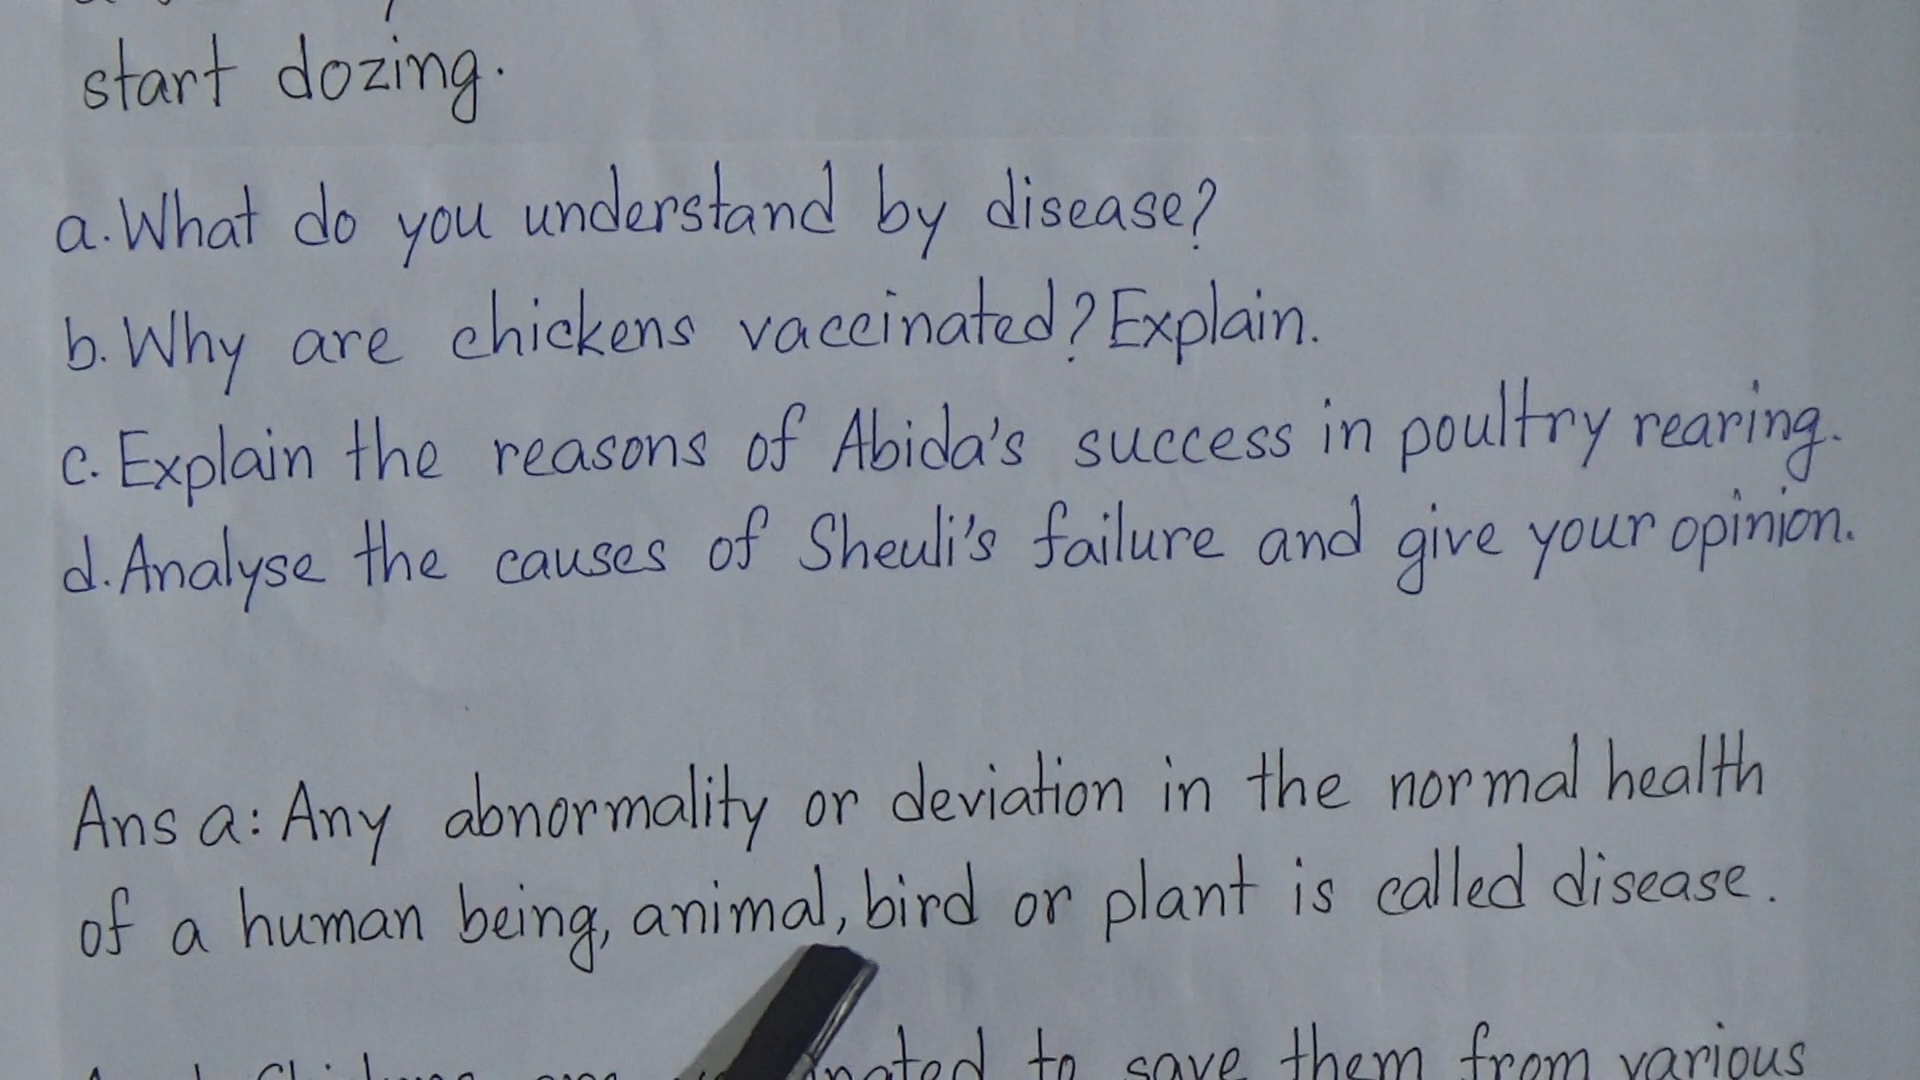 start dozing.
a. What do you understand by disease?
b. Why are chickens vaccinated? Explain.
c. Explain the reasons of Abida's success in poultry rearing.
d. Analyse the causes of Sheuli's failure and give your opinion.
Ans a: Any abnormality or deviation in the normal health
of a human being, animal, bird or plant is called disease.
to save them from various